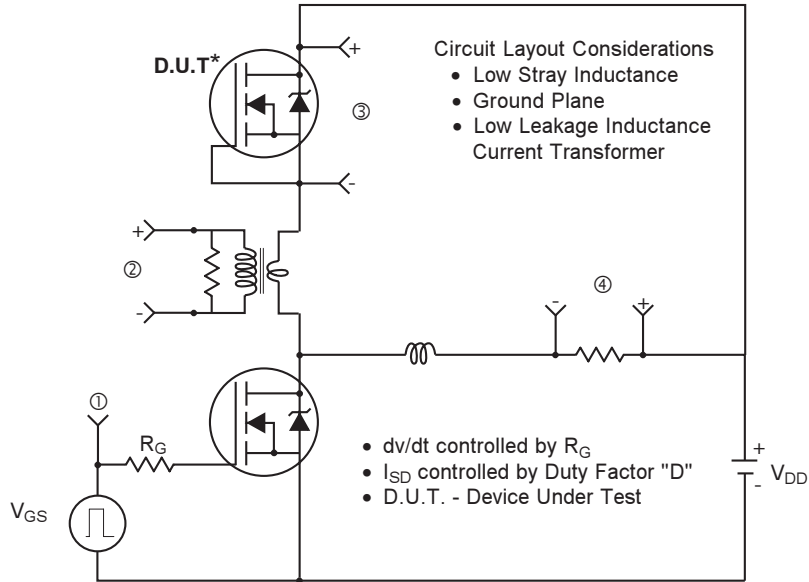 D.U.T*
+
-
③
Circuit Layout Considerations
• Low Stray Inductance
• Ground Plane
• Low Leakage Inductance
Current Transformer
+
②
-
-
④
+
①
RG
VGS
• dv/dt controlled by RG
• ISD controlled by Duty Factor "D"
• D.U.T. - Device Under Test
+
-
VDD